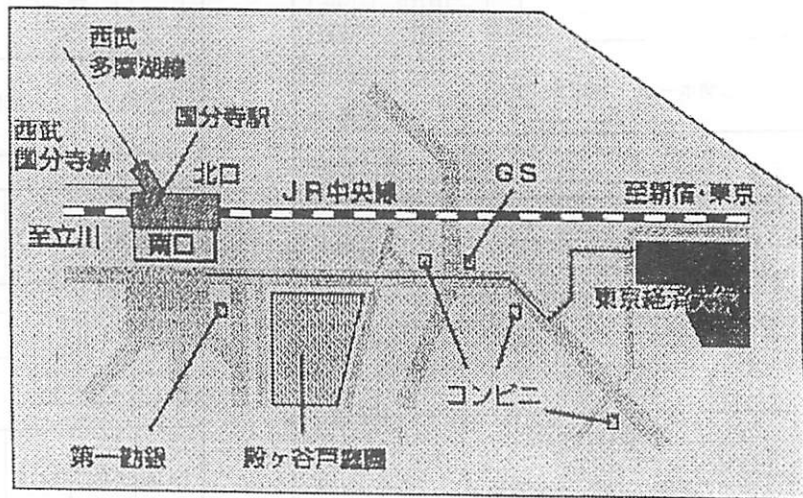 西武
多摩湖線
国分寺駅
西武
国分寺線
北口
GS
JR中央線
至新宿・東京
至立川
南口
東京経済大学
コンビニ
第一勧銀
殿ヶ谷戸庭園